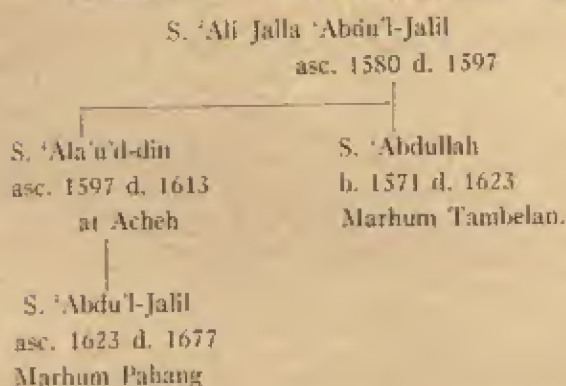 S. ‘Ali Jalla ‘Abdu’l-Jalil
asc. 1580 d. 1597
S. ‘Ala’u’d-din
asc. 1597 d. 1613
at Acheh
S. ‘Abdullah
b. 1571 d. 1623
Marhum Tambelan.
S. ‘Abdu’l-Jalil
asc. 1623 d. 1677
Marhum Pahang